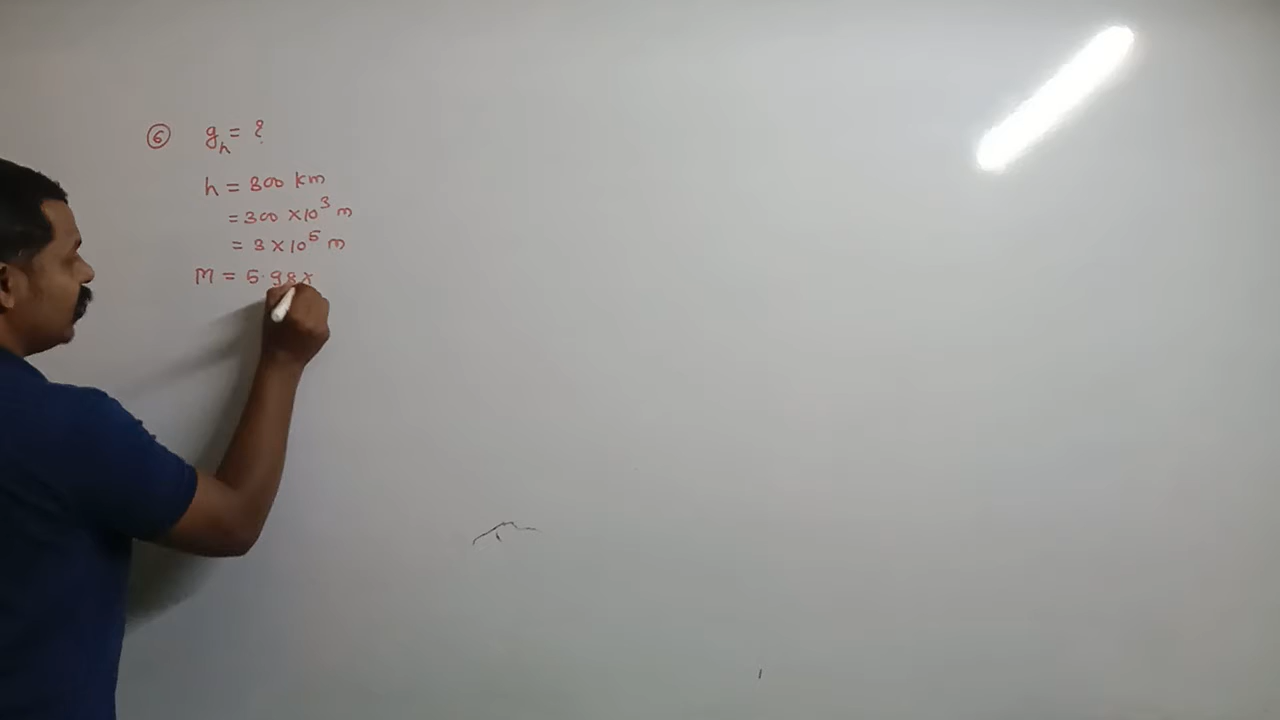 ⑥ gₕ = ?
h = 300 km
= 300 × 10³ m
= 3 × 10⁵ m
M = 5.98×